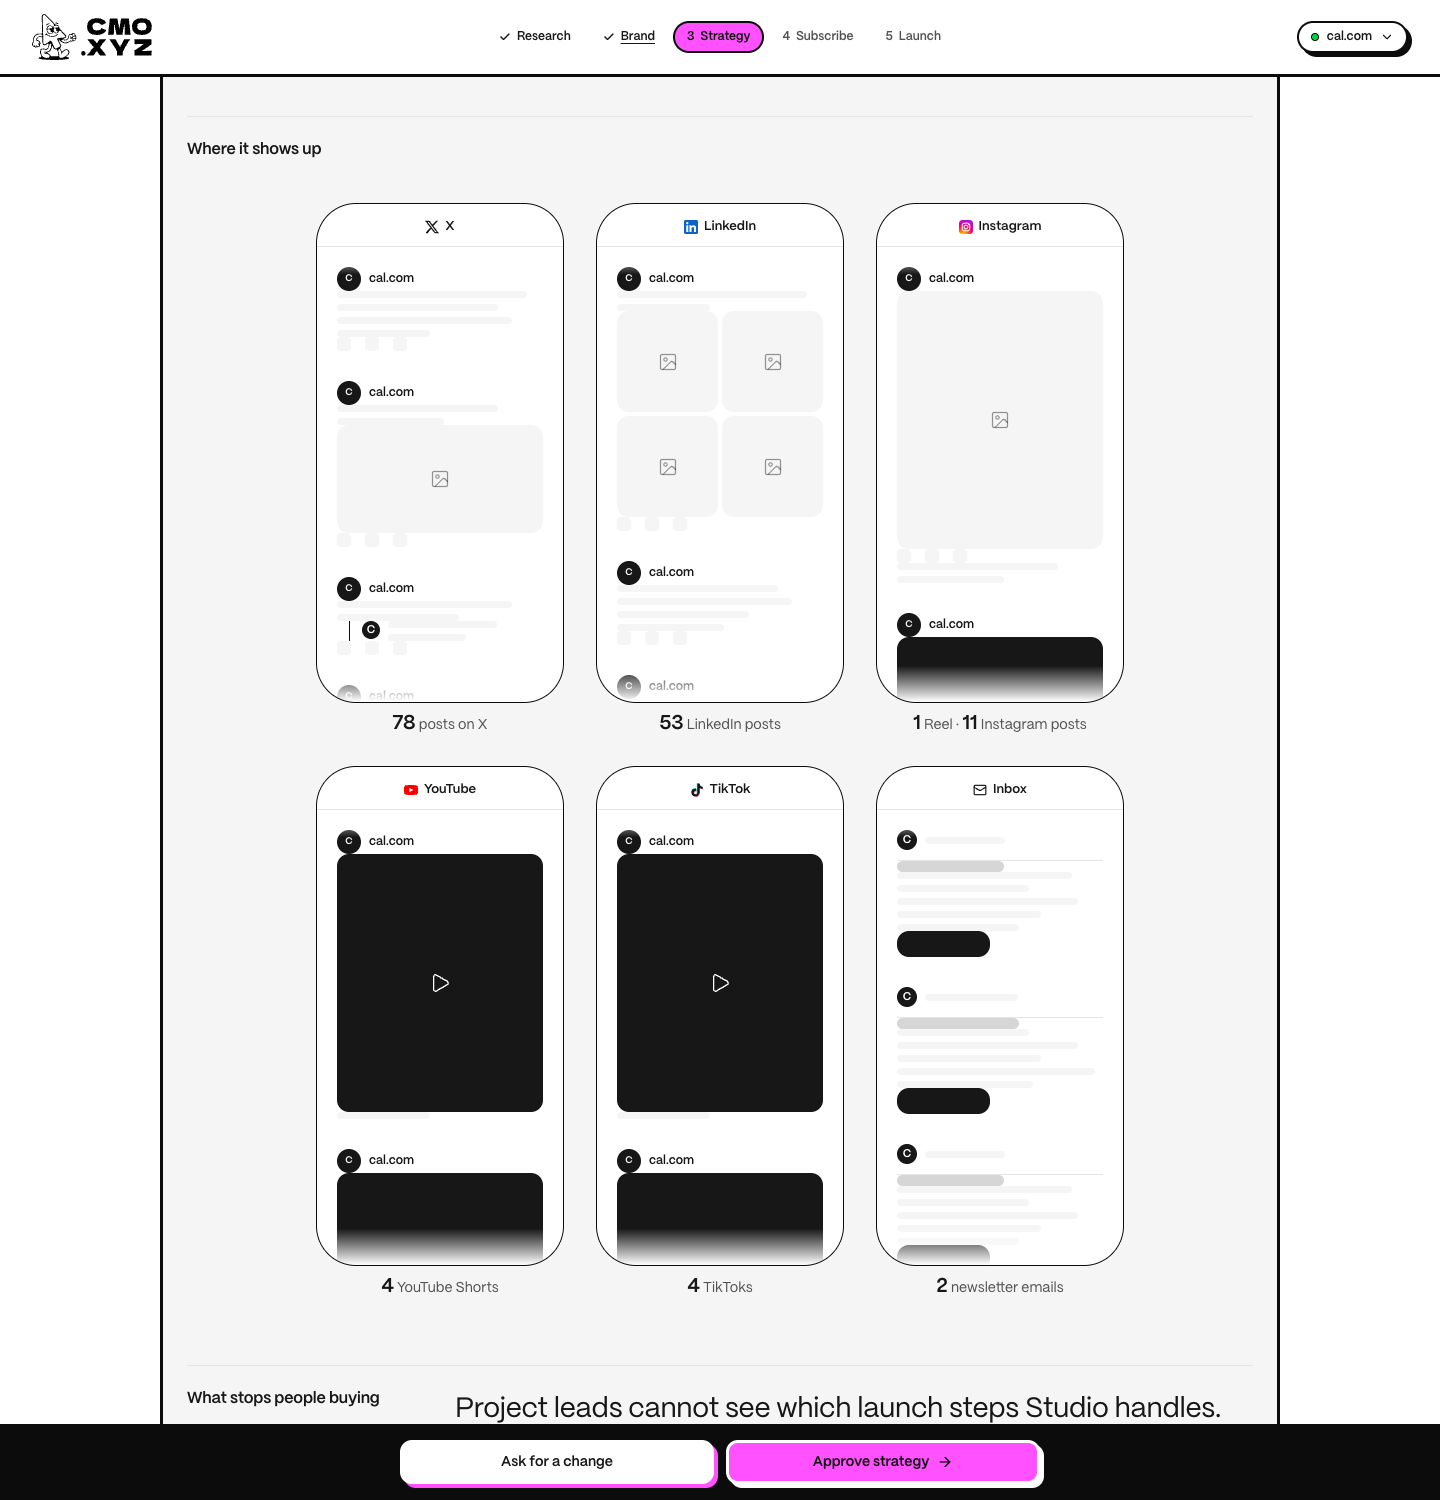 CMO
.XYZ
Research
Brand
3 Strategy
4 Subscribe
5 Launch
cal.com
Where it shows up
X
C cal.com
C cal.com
C cal.com
C
C cal.com
78 posts on X
LinkedIn
C cal.com
C cal.com
C cal.com
53 LinkedIn posts
Instagram
C cal.com
C cal.com
1 Reel · 11 Instagram posts
YouTube
C cal.com
C cal.com
4 YouTube Shorts
TikTok
C cal.com
C cal.com
4 TikToks
Inbox
C
C
C
2 newsletter emails
What stops people buying
Project leads cannot see which launch steps Studio handles.
Ask for a change
Approve strategy